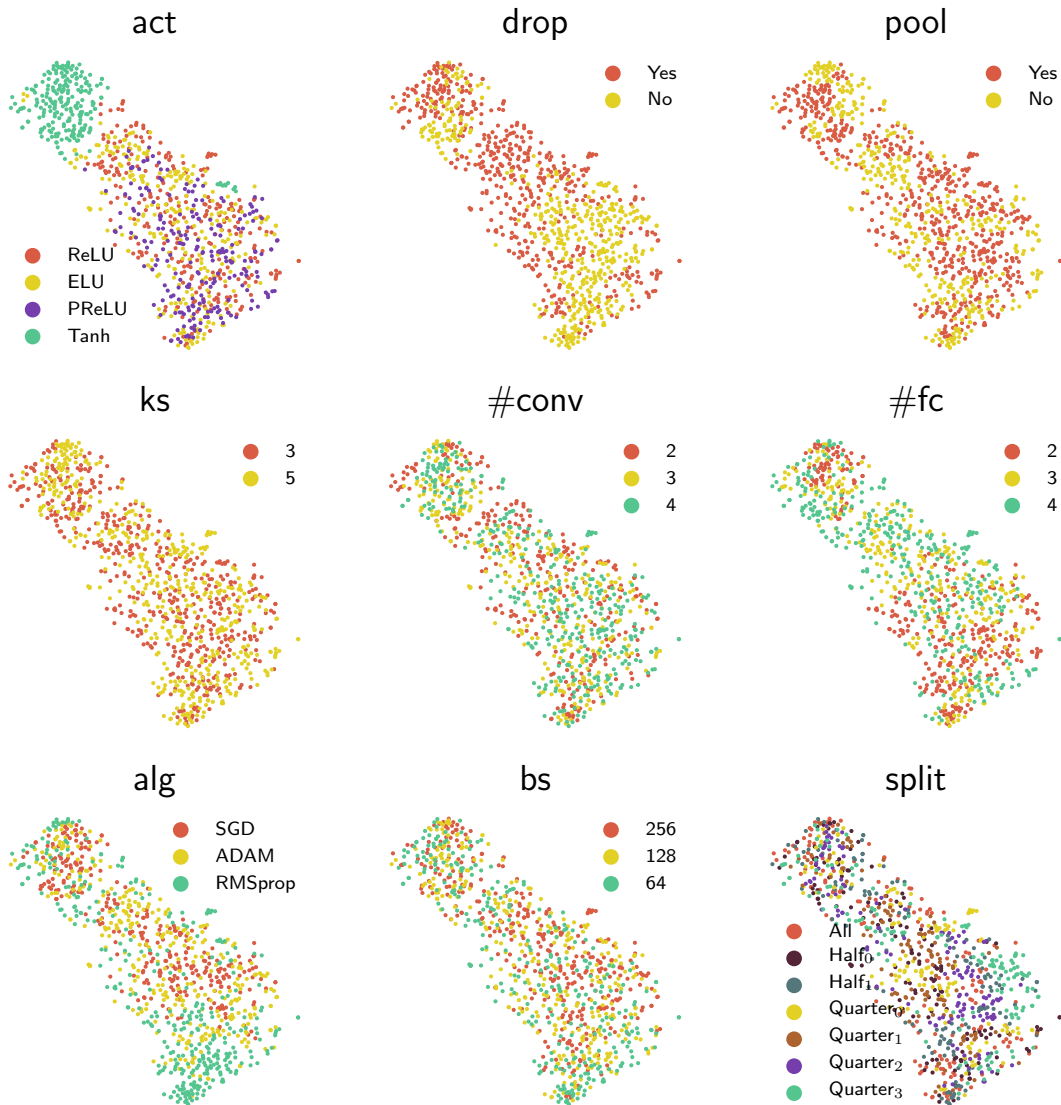 act
drop
pool
Yes
No
Yes
No
ReLU
ELU
PReLU
Tanh
ks
#conv
#fc
3
5
2
3
4
2
3
4
alg
bs
split
SGD
ADAM
RMSprop
256
128
64
All
Half₀
Half₁
Quarter₀
Quarter₁
Quarter₂
Quarter₃